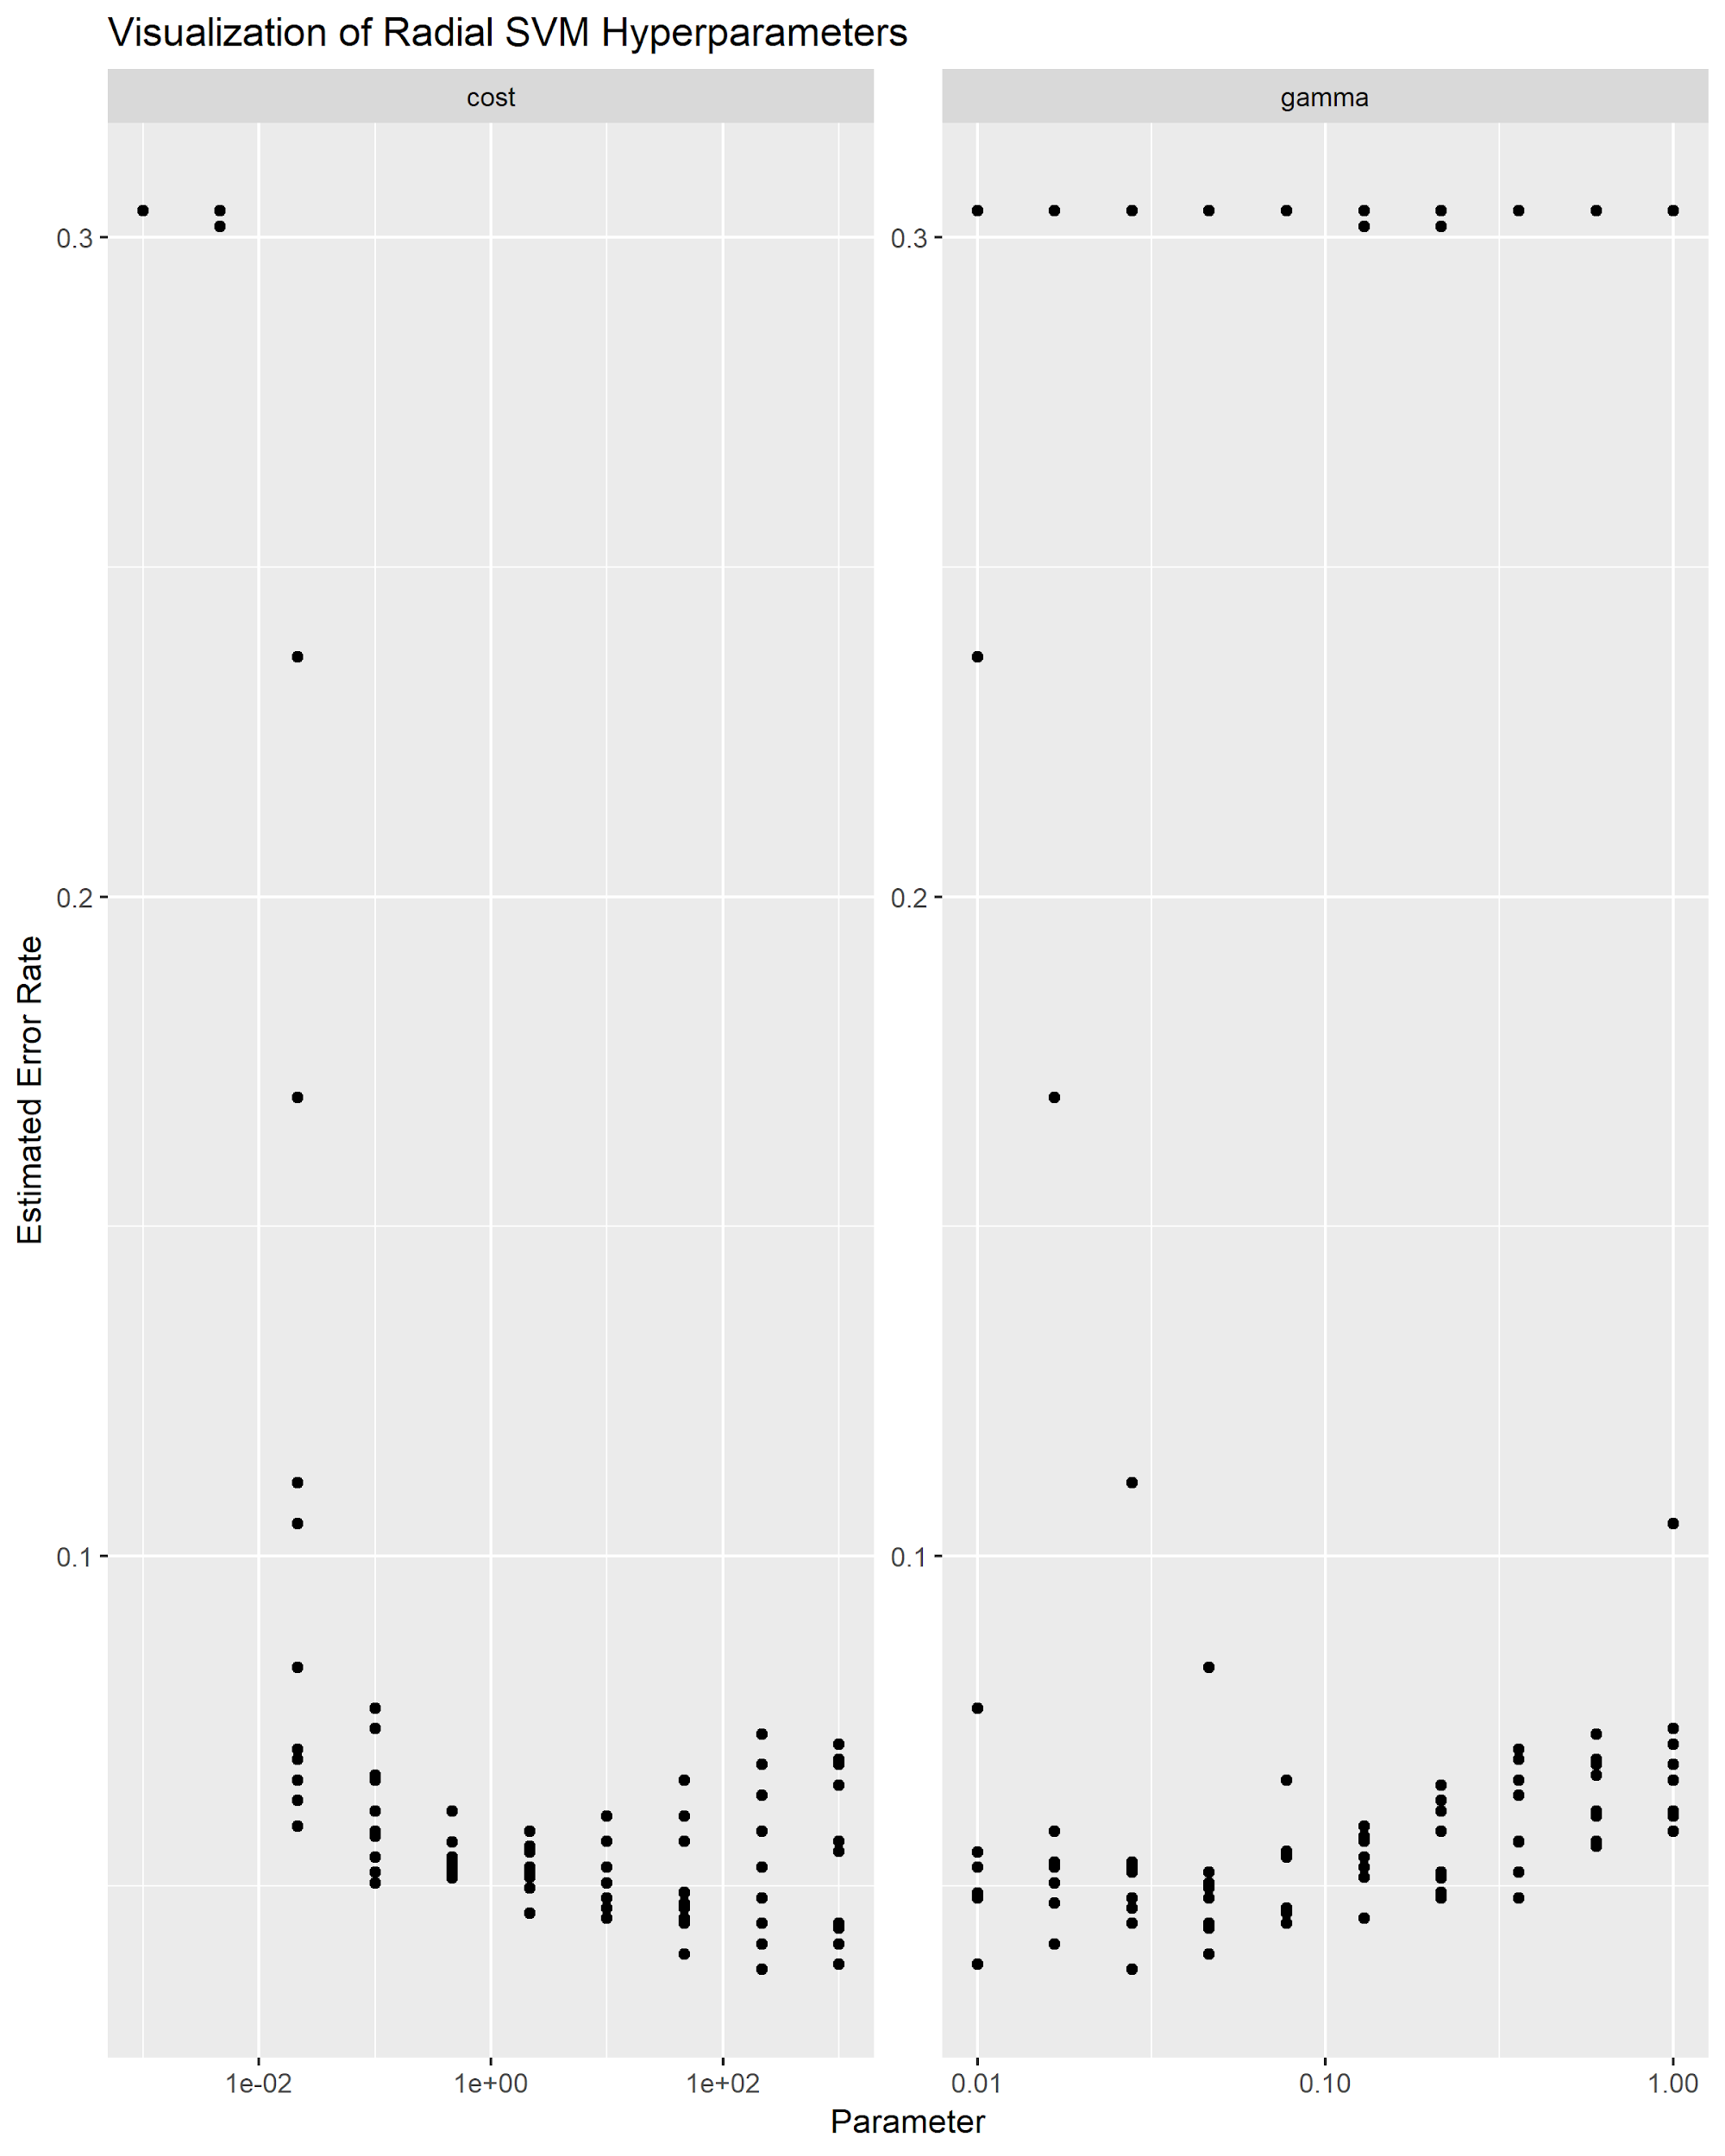 Visualization of Radial SVM Hyperparameters
cost
gamma
0.3
0.2
0.1
0.3
0.2
0.1
Estimated Error Rate
1e-02 1e+00 1e+02
0.01 0.10 1.00
Parameter